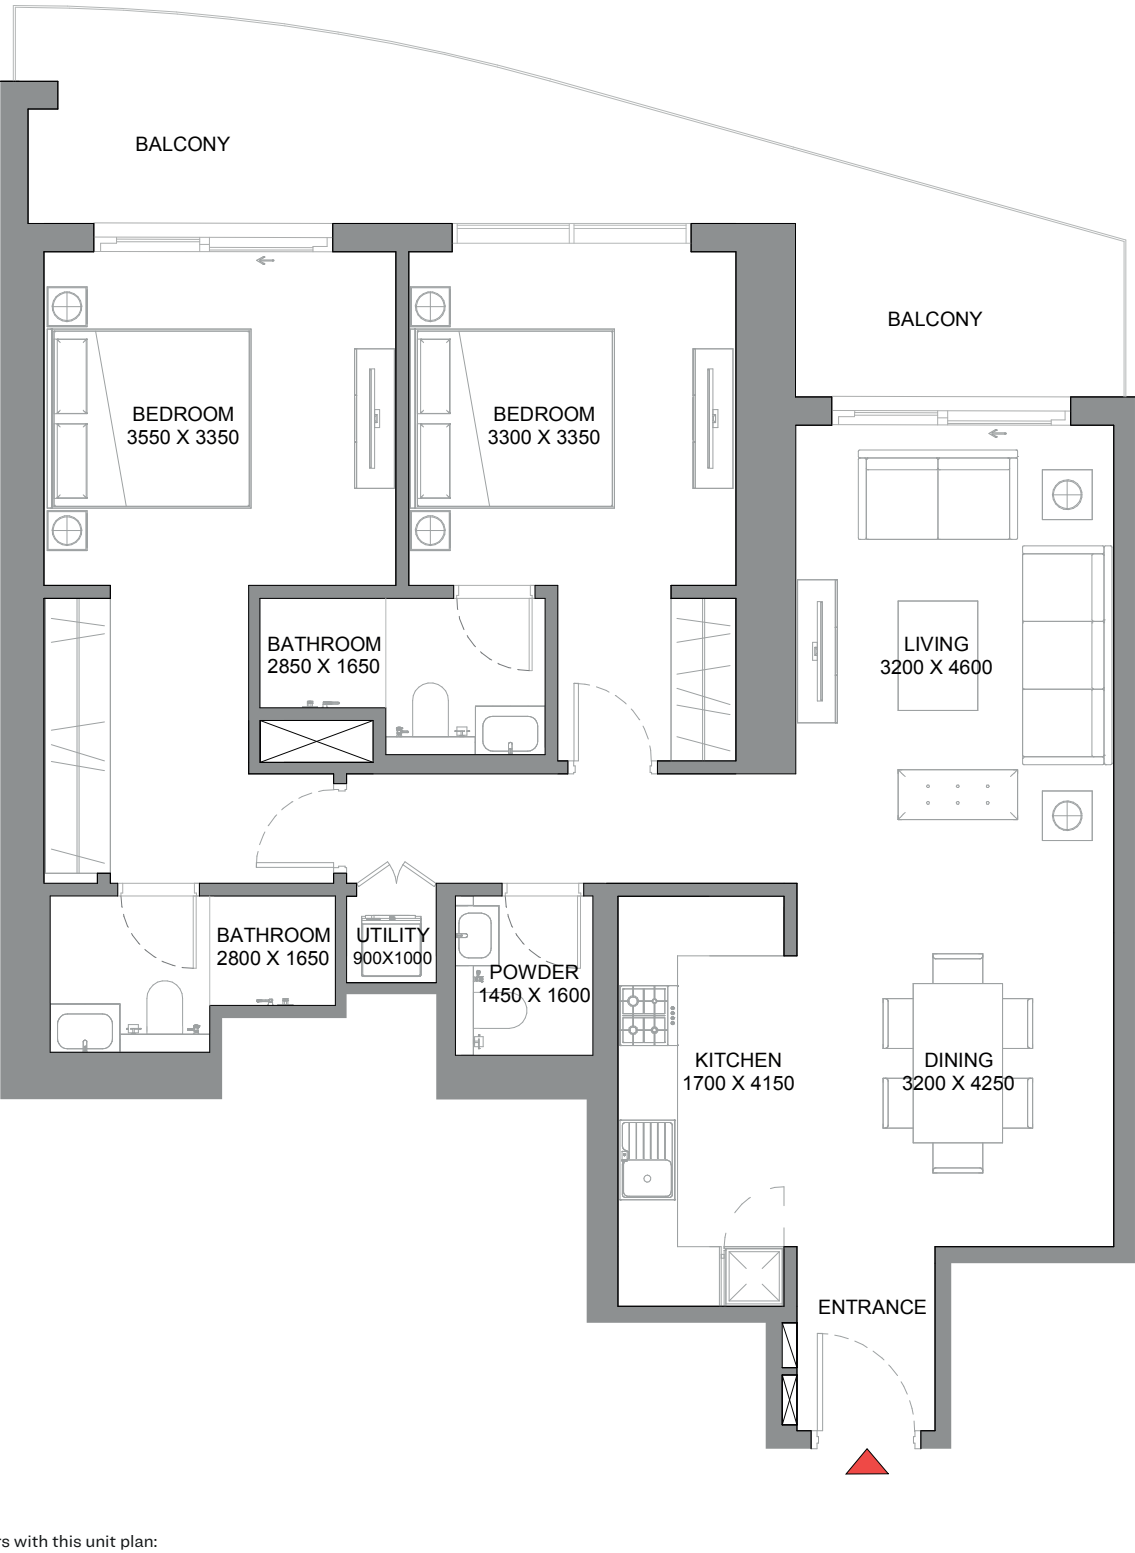 BALCONY
BALCONY
BEDROOM
3550 X 3350
BEDROOM
3300 X 3350
BATHROOM
2850 X 1650
LIVING
3200 X 4600
BATHROOM
2800 X 1650
UTILITY
900X1000
POWDER
1450 X 1600
KITCHEN
1700 X 4150
DINING
3200 X 4250
ENTRANCE
with this unit plan: